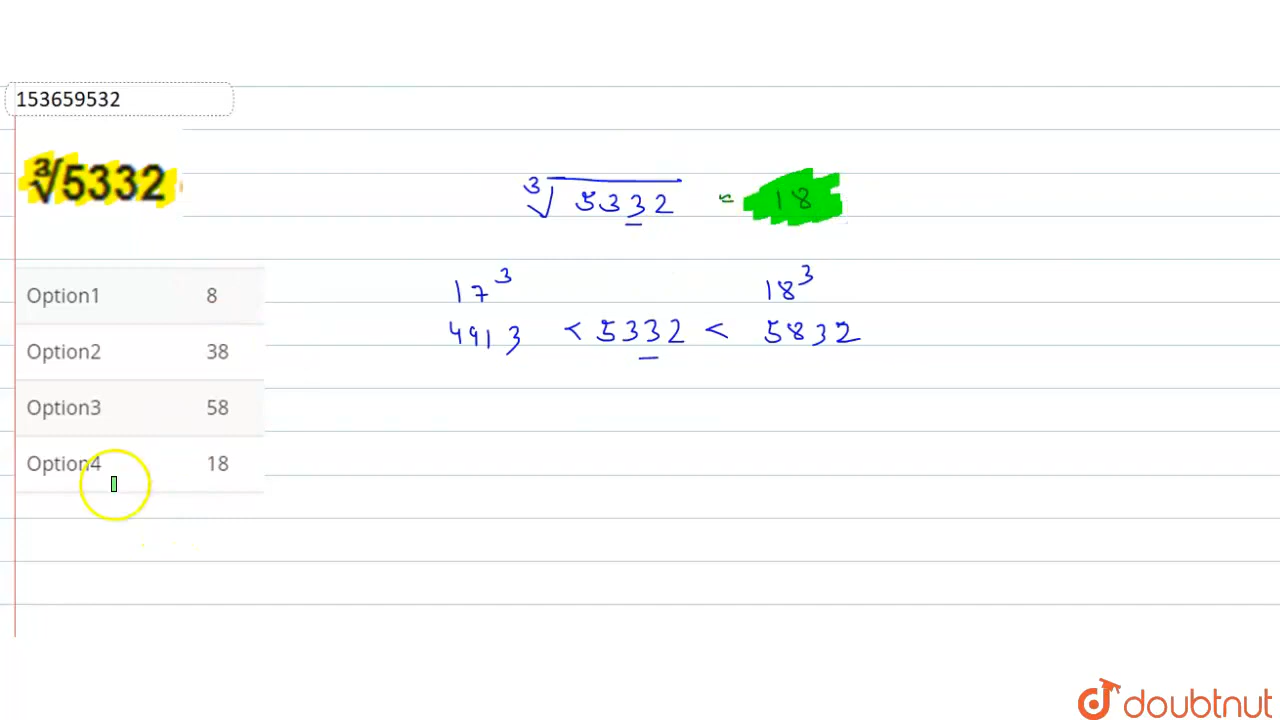 153659532
∛5332
∛5332 ≈ 18
17³ 18³
4913 < 5332 < 5832
Option1 8
Option2 38
Option3 58
Option4 18
doubtnut